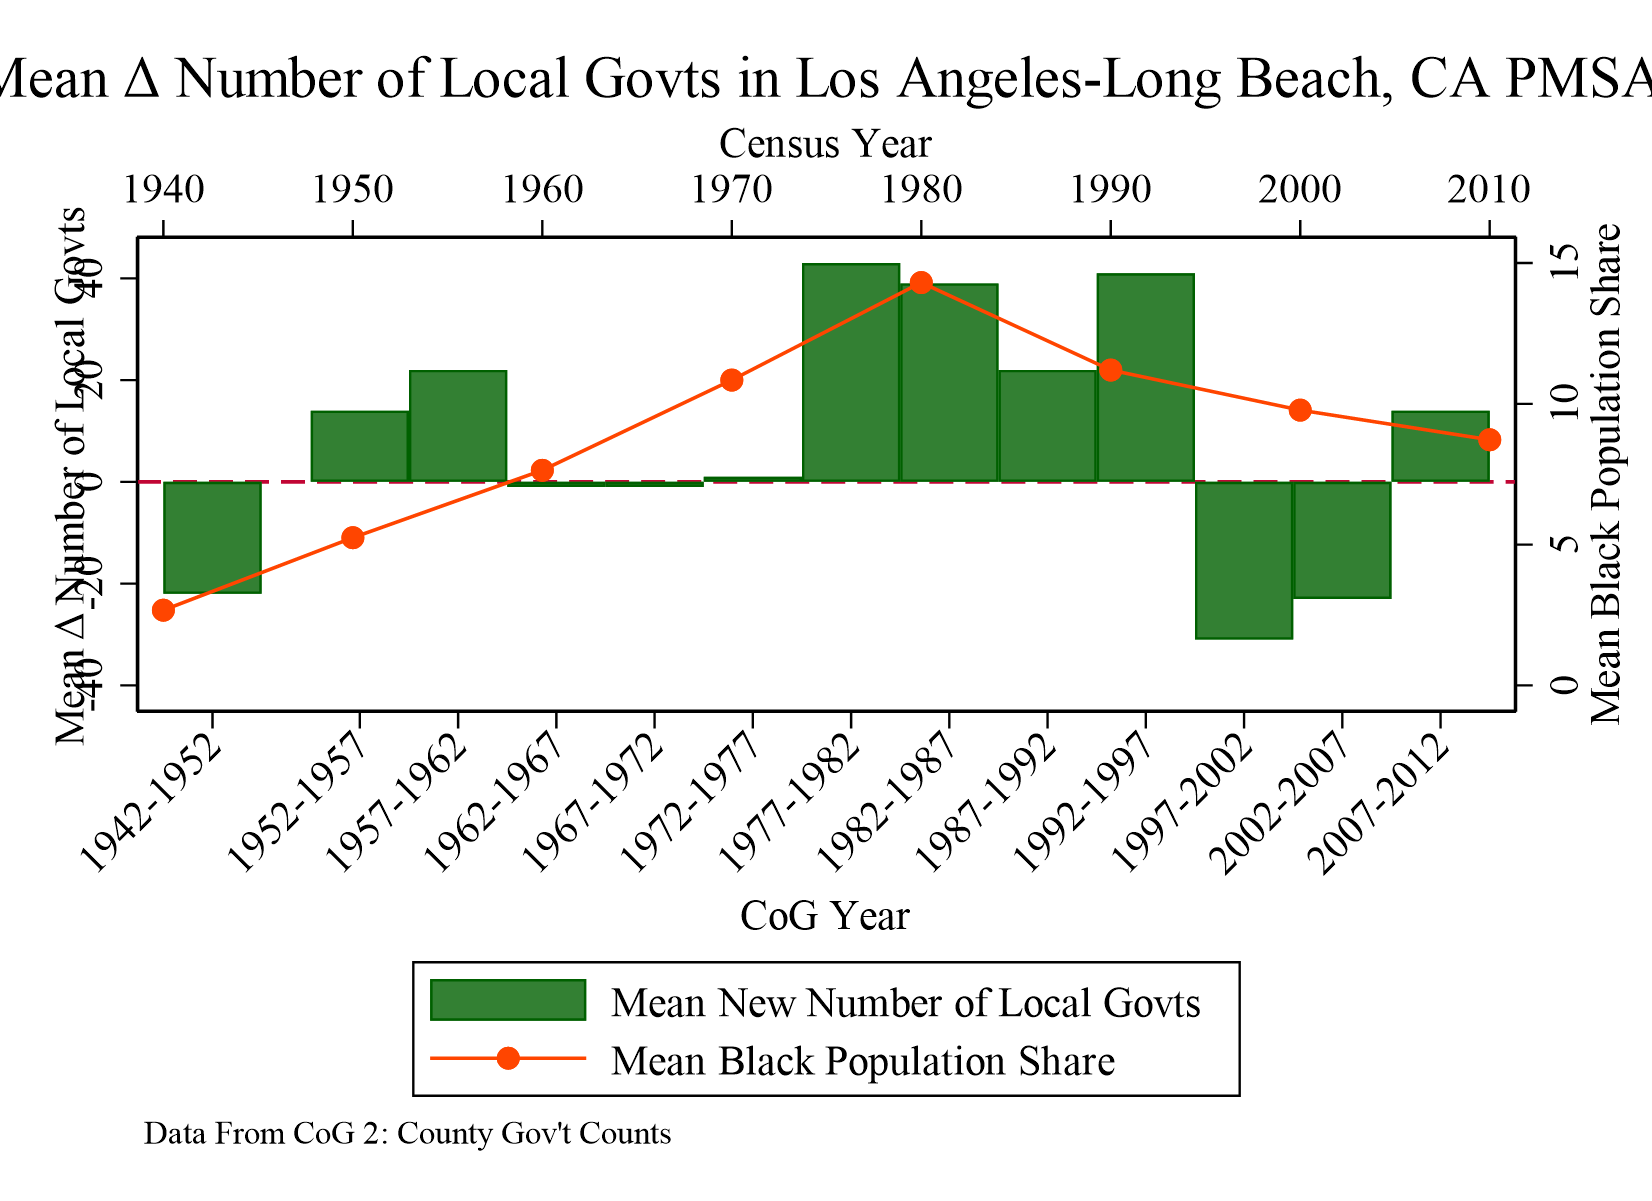 Mean Δ Number of Local Govts in Los Angeles-Long Beach, CA PMSA
Census Year
1940 1950 1960 1970 1980 1990 2000 2010
Mean Δ Number of Local Govts
40
20
0
-20
-40
15
10
5
0
Mean Black Population Share
1942-1952 1952-1957 1957-1962 1962-1967 1967-1972 1972-1977 1977-1982 1982-1987 1987-1992 1992-1997 1997-2002 2002-2007 2007-2012
CoG Year
Mean New Number of Local Govts
Mean Black Population Share
Data From CoG 2: County Gov't Counts